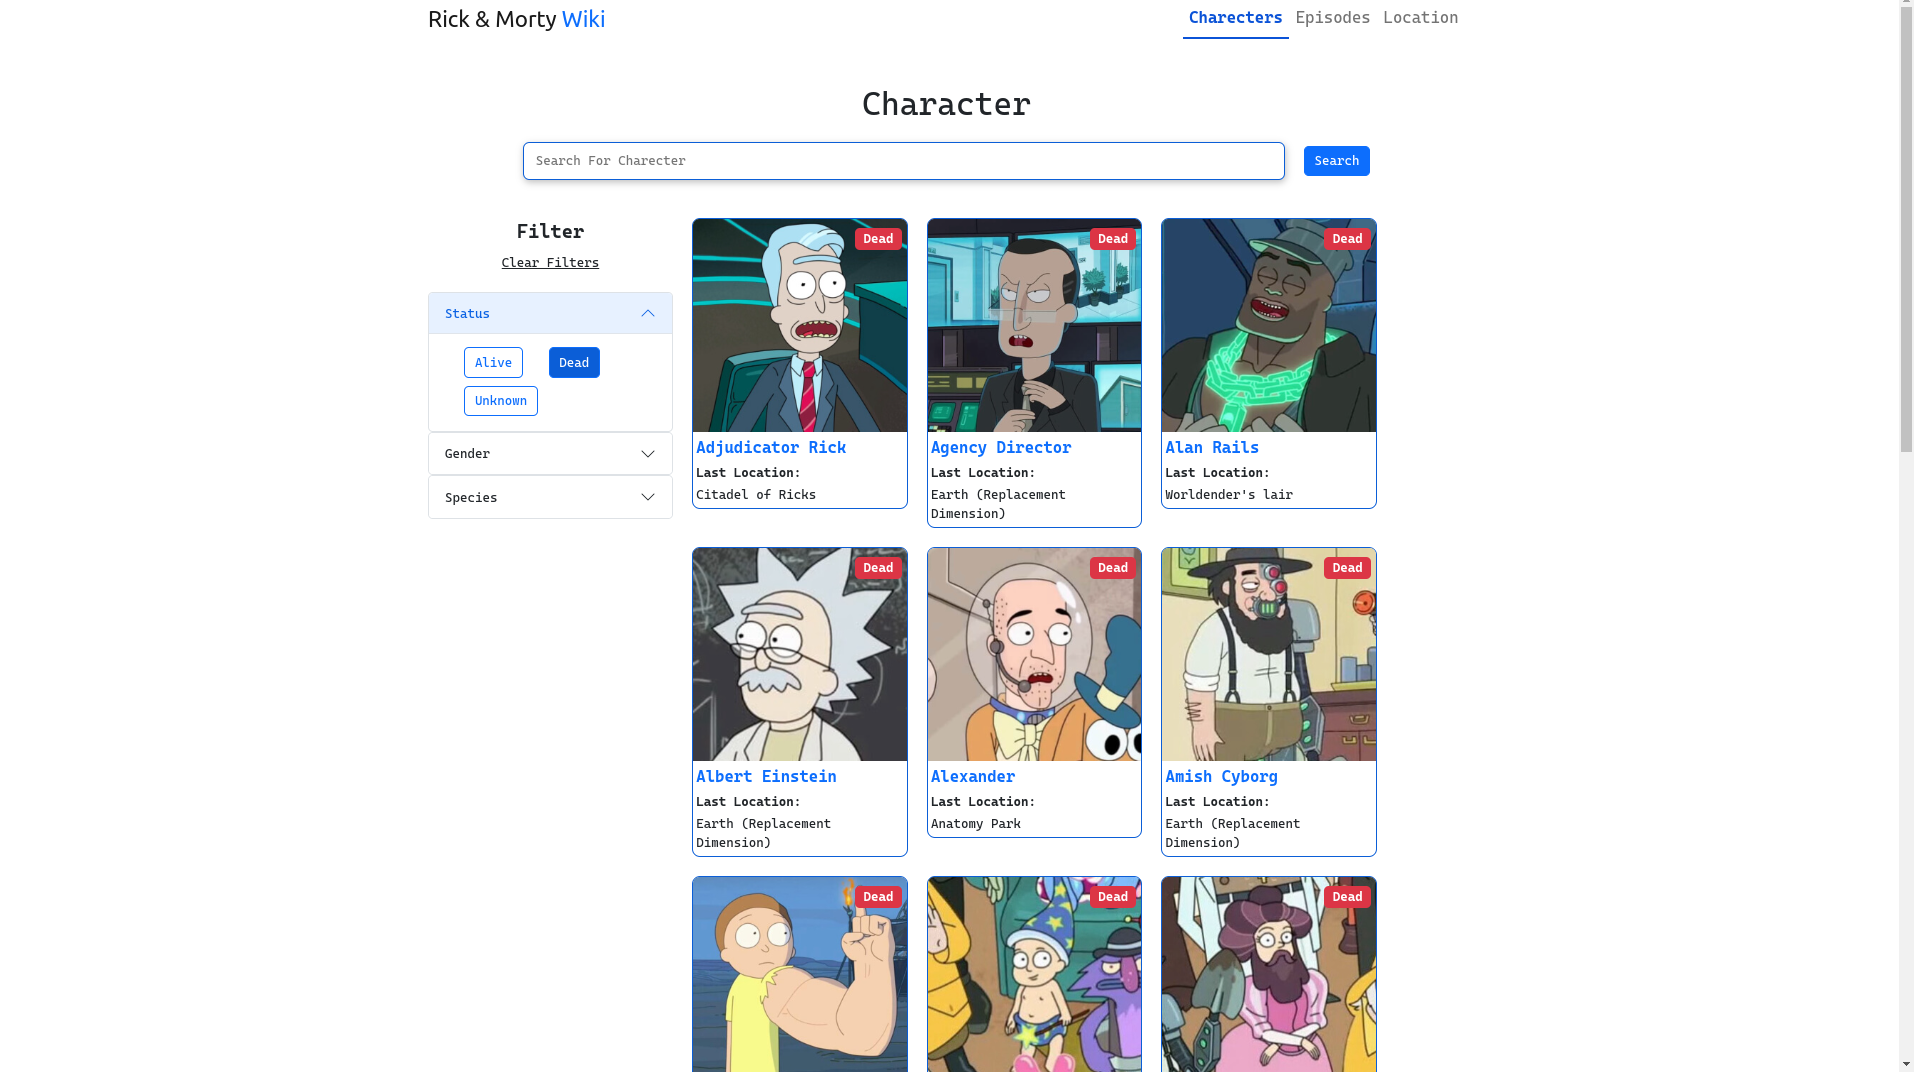 Rick & Morty Wiki
Charecters Episodes Location
Character
Search For Charecter
Search
Filter
Clear Filters
Status
Alive
Dead
Unknown
Gender
Species
Dead
Adjudicator Rick
Last Location:
Citadel of Ricks
Dead
Agency Director
Last Location:
Earth (Replacement
Dimension)
Dead
Alan Rails
Last Location:
Worldender's lair
Dead
Albert Einstein
Last Location:
Earth (Replacement
Dimension)
Dead
Alexander
Last Location:
Anatomy Park
Dead
Amish Cyborg
Last Location:
Earth (Replacement
Dimension)
Dead
Dead
Dead